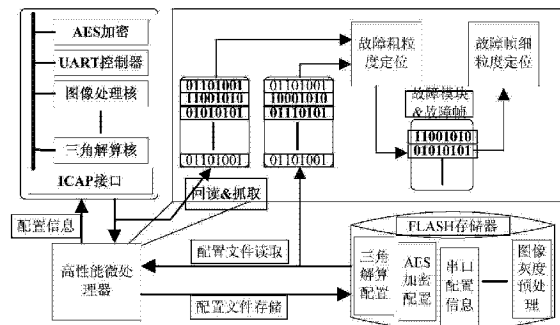 AES加密
UART控制器
图像处理核
三角解算核
ICAP接口
配置信息
高性能微处
理器
01101001
11001010
01010101
01101001
回读&抓取
01101001
10001010
01110101
01101001
故障粗粒
度定位
故障帧细
粒度定位
故障模块
&故障帧
11001010
01010101
配置文件读取
配置文件存储
FLASH存储器
三角
解算
配置
AES
加密
配置
串口
配置
信息
图像
灰度
预处
理